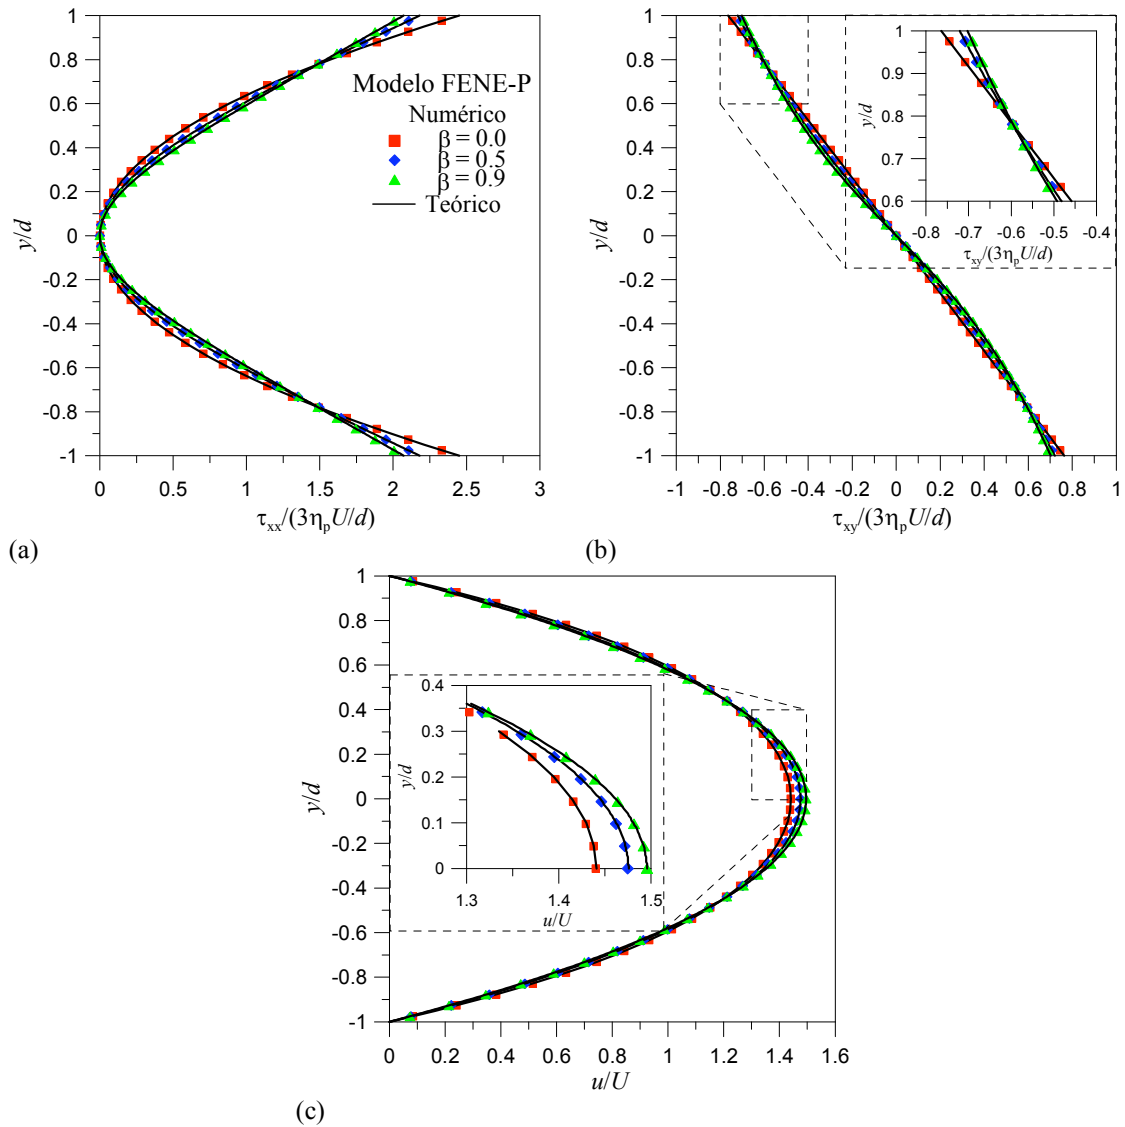 1
0.8
0.6
0.4
0.2
0
-0.2
-0.4
-0.6
-0.8
-1
y/d
0 0.5 1 1.5 2 2.5 3
τxx/(3ηpU/d)
Modelo FENE-P
Numérico
β = 0.0
β = 0.5
β = 0.9
Teórico
(a)
1
0.8
0.6
0.4
0.2
0
-0.2
-0.4
-0.6
-0.8
-1
y/d
-1 -0.8 -0.6 -0.4 -0.2 0 0.2 0.4 0.6 0.8 1
τxy/(3ηpU/d)
1
0.9
0.8
0.7
0.6
y/d
-0.8 -0.7 -0.6 -0.5 -0.4
τxy/(3ηpU/d)
(b)
1
0.8
0.6
0.4
0.2
0
-0.2
-0.4
-0.6
-0.8
-1
y/d
0 0.2 0.4 0.6 0.8 1 1.2 1.4 1.6
u/U
0.4
0.3
0.2
0.1
0
y/d
1.3 1.4 1.5
u/U
(c)